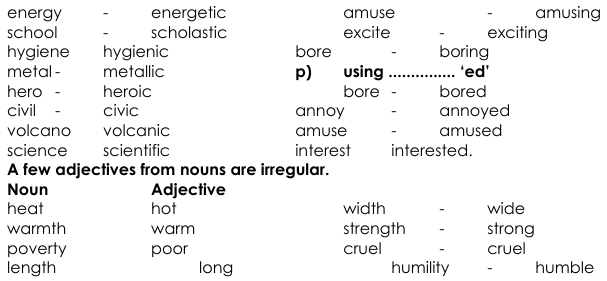 energy - energetic amuse - amusing
school - scholastic excite - exciting
hygiene hygienic bore - boring
metal - metallic p) using ............... 'ed'
hero - heroic bore - bored
civil - civic annoy - annoyed
volcano volcanic amuse - amused
science scientific interest interested.
A few adjectives from nouns are irregular.
Noun Adjective
heat hot width - wide
warmth warm strength - strong
poverty poor cruel - cruel
length long humility - humble